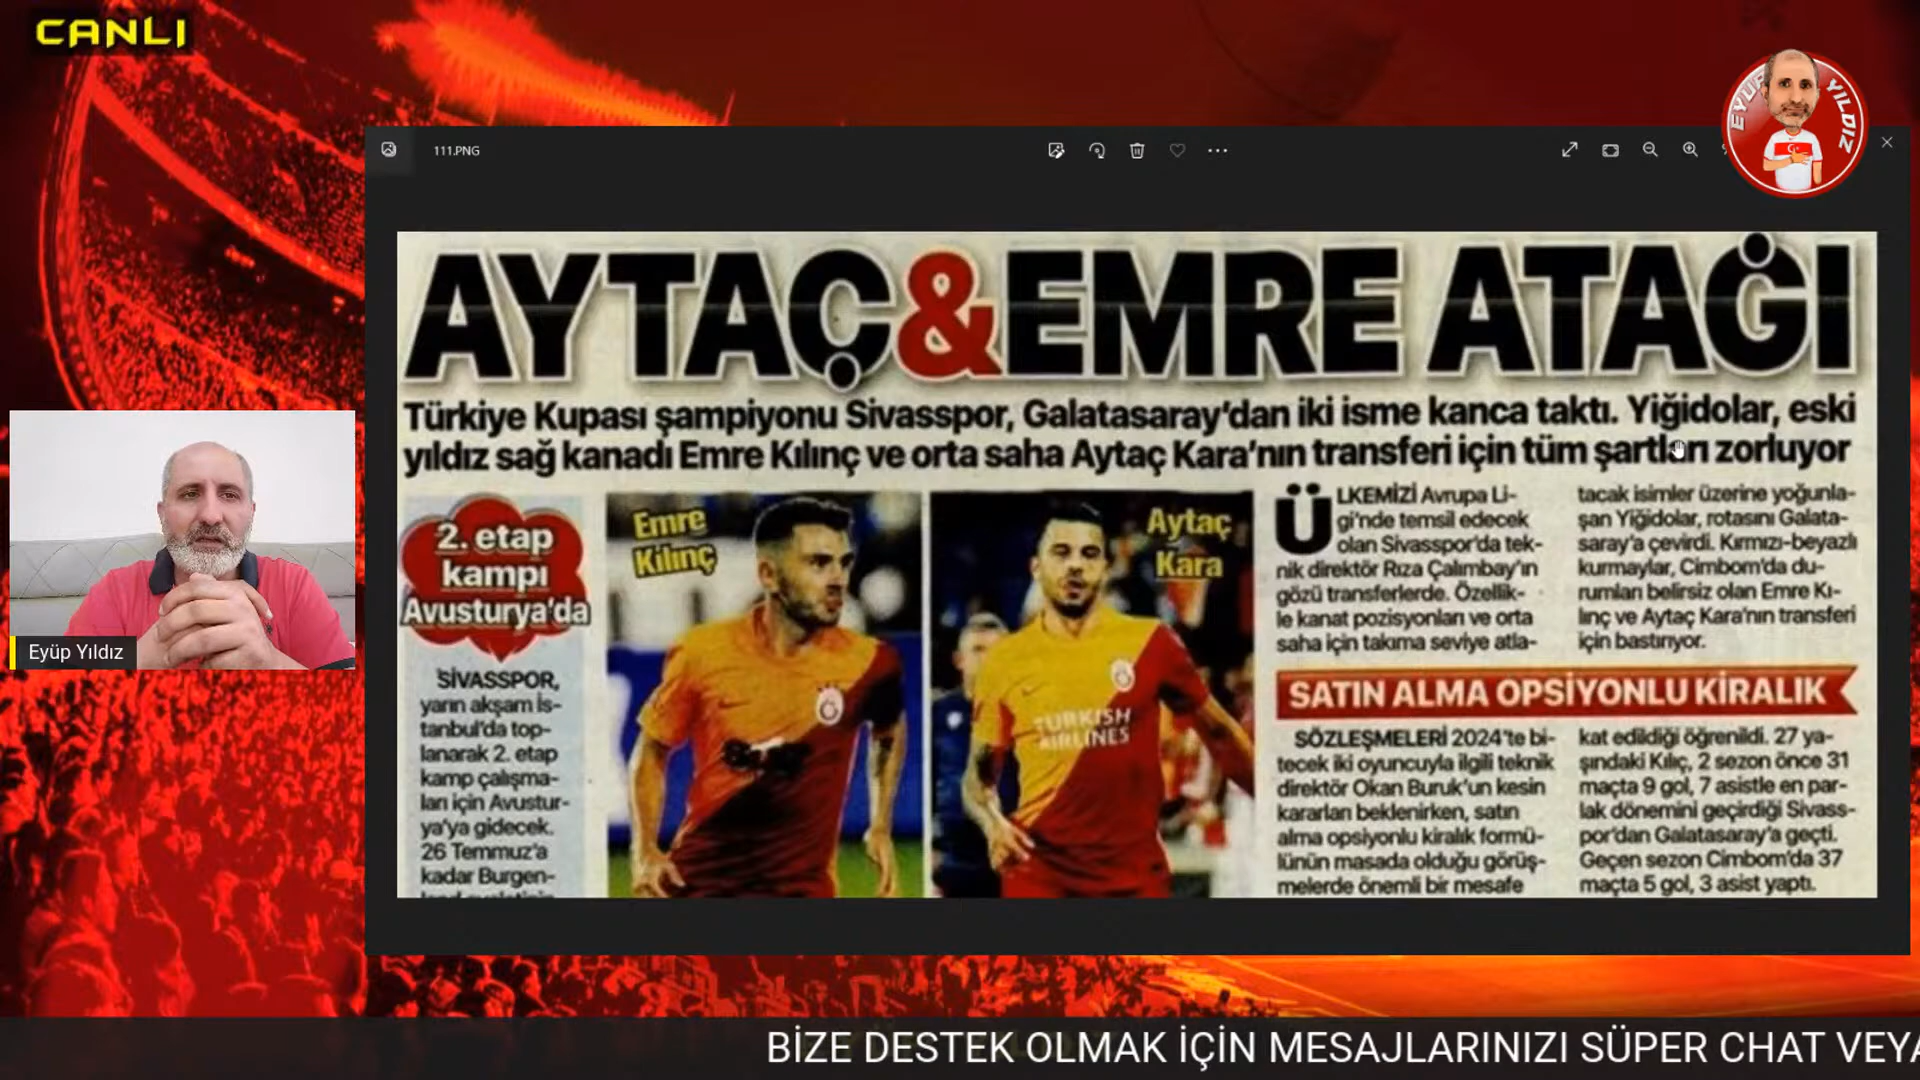 CANLI
EYÜP YILDIZ
111.PNG
AYTAÇ&EMRE ATAĞI
Türkiye Kupası şampiyonu Sivasspor, Galatasaray'dan iki isme kanca taktı. Yiğidolar, eski
yıldız sağ kanadı Emre Kılınç ve orta saha Aytaç Kara'nın transferi için tüm şartları zorluyor
2. etap
kampı
Avusturya'da
SİVASSPOR,
yarın akşam İs-
tanbul'da top-
lanarak 2. etap
kamp çalışma-
ları için Avustur-
ya'ya gidecek.
26 Temmuz'a
kadar Burgen-
Emre
Kılınç
Aytaç
Kara
TURKISH
AIRLINES
ÜLKEMİZİ Avrupa Li-
gi'nde temsil edecek
olan Sivasspor'da tek-
nik direktör Rıza Çalımbay'ın
gözü transferlerde. Özellik-
le kanat pozisyonları ve orta
saha için takıma seviye atla-
tacak isimler üzerine yoğunla-
şan Yiğidolar, rotasını Galata-
saray'a çevirdi. Kırmızı-beyazlı
kurmaylar, Cimbom'da du-
rumları belirsiz olan Emre Kı-
lınç ve Aytaç Kara'nın transferi
için bastırıyor.
SATIN ALMA OPSİYONLU KİRALIK
SÖZLEŞMELERİ 2024'te bi-
tecek iki oyuncuyla ilgili teknik
direktör Okan Buruk'un kesin
kararları beklenirken, satın
alma opsiyonlu kiralık formü-
lünün masada olduğu görüş-
melerde önemli bir mesafe
kat edildiği öğrenildi. 27 ya-
şındaki Kılıç, 2 sezon önce 31
maçta 9 gol, 7 asistle en par-
lak dönemini geçirdiği Sivass-
por'dan Galatasaray'a geçti.
Geçen sezon Cimbom'da 37
maçta 5 gol, 3 asist yaptı.
Eyüp Yıldız
BİZE DESTEK OLMAK İÇİN MESAJLARINIZI SÜPER CHAT VEYA